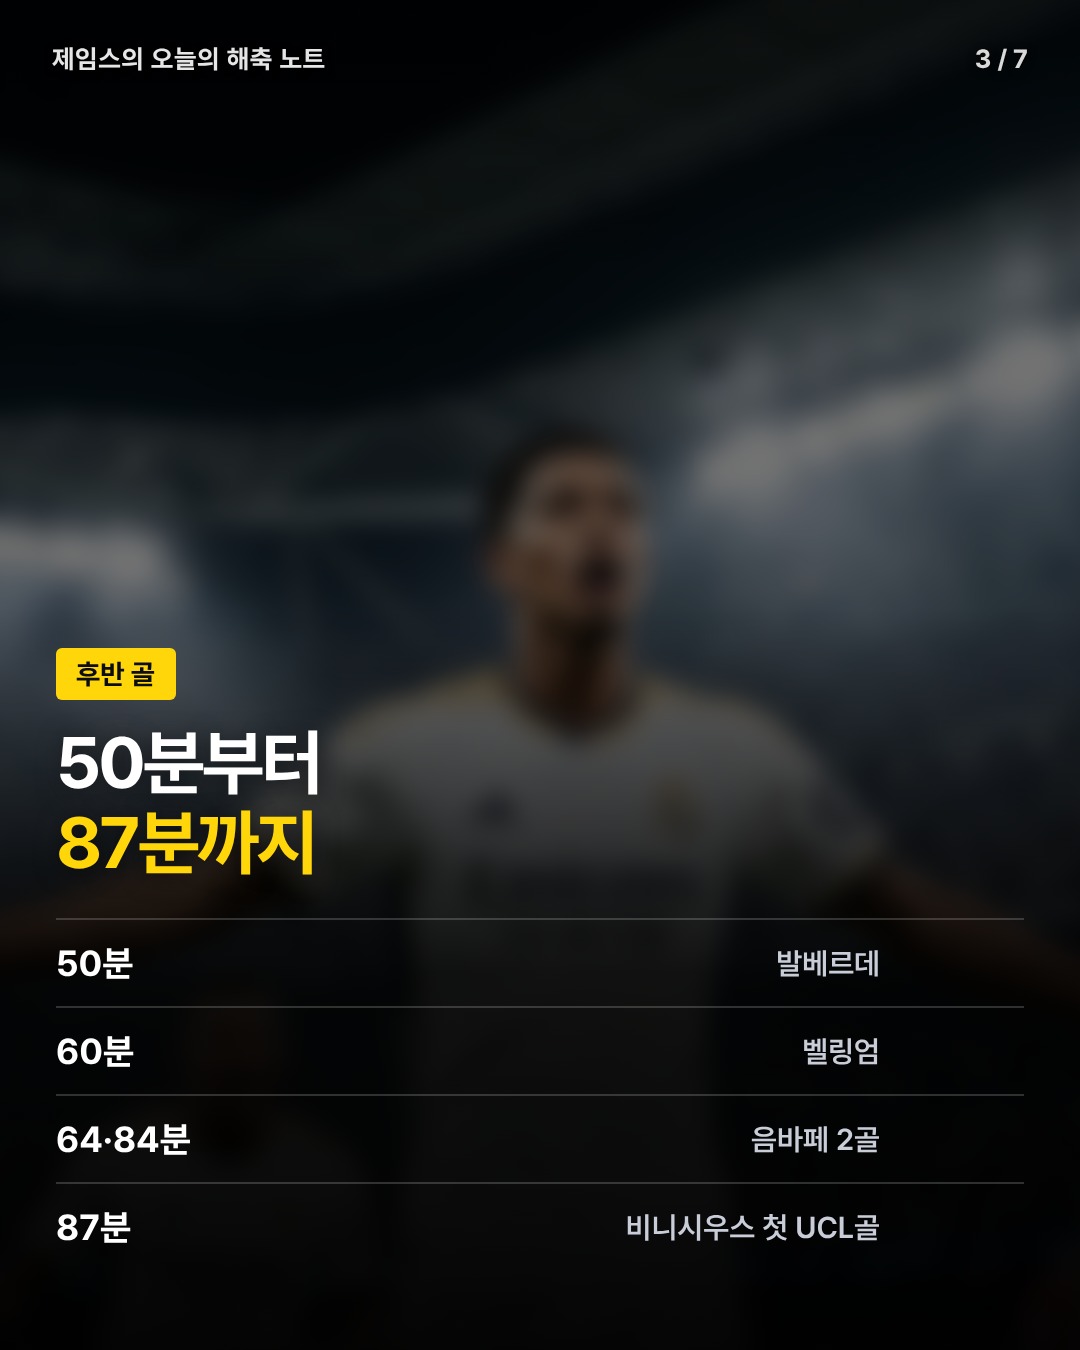 제임스의 오늘의 해축 노트
3 / 7
후반 골
50분부터
87분까지
50분 발베르데
60분 벨링엄
64·84분 음바페 2골
87분 비니시우스 첫 UCL골